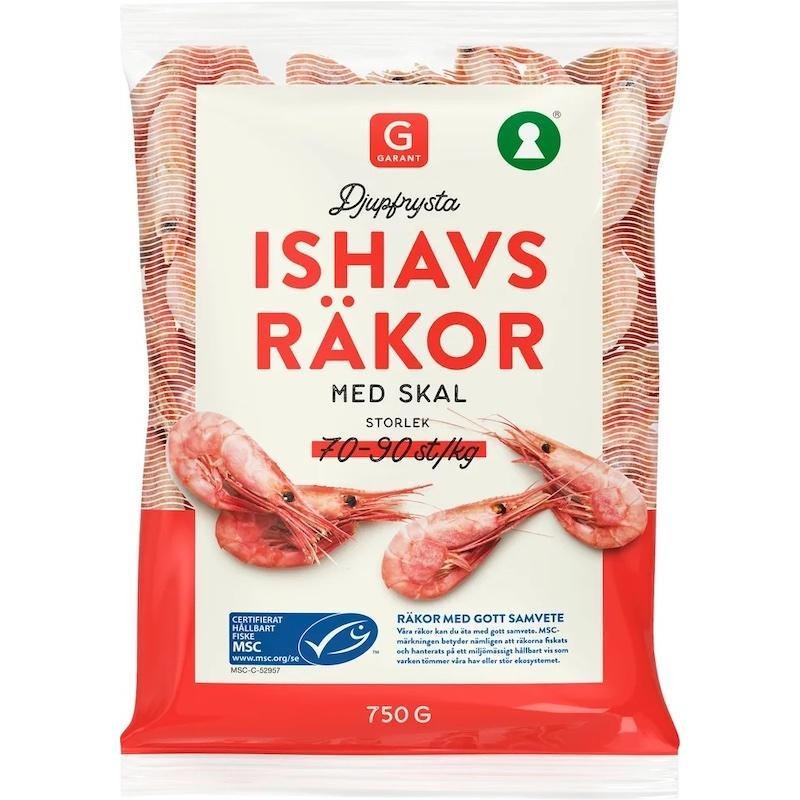 G
GARANT
®
Djupfrysta
ISHAVS
RÄKOR
MED SKAL
STORLEK
70-90 st/kg
CERTIFIERAT
HÅLLBART
FISKE
MSC
www.msc.org/se
TM
MSC-C-52957
RÄKOR MED GOTT SAMVETE
Våra räkor kan du äta med gott samvete. MSC-
märkningen betyder nämligen att räkorna fiskats
och hanterats på ett miljömässigt hållbart vis som
varken tömmer våra hav eller stör ekosystemet.
750 G